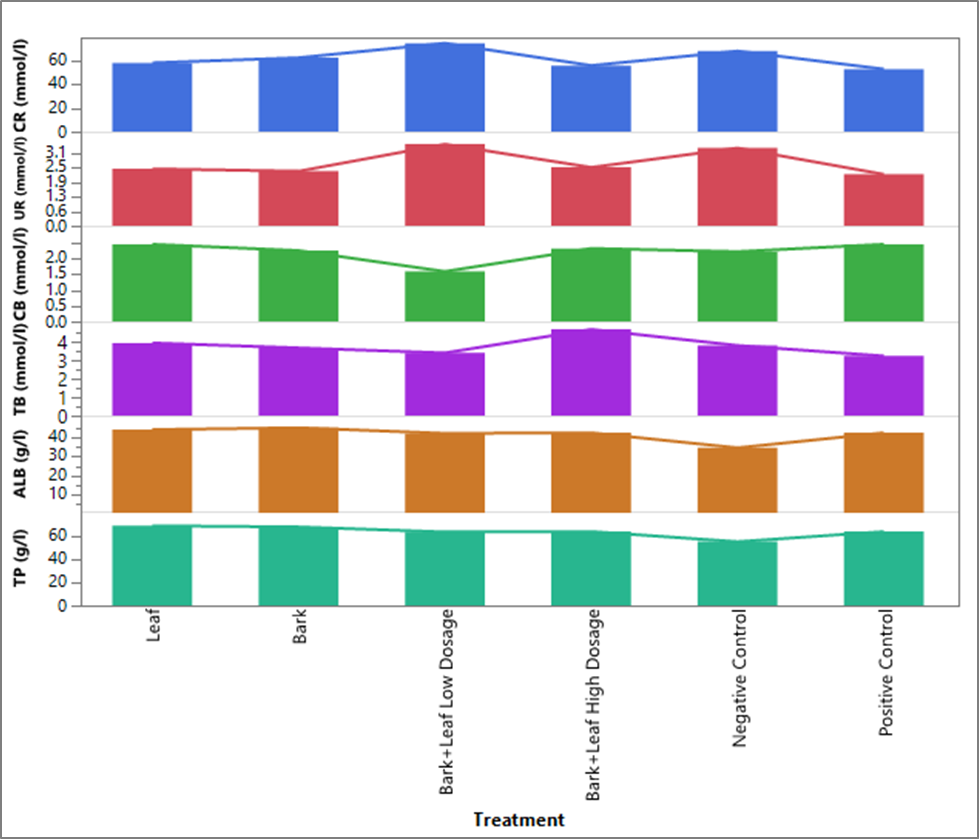 CR (mmol/l)
60
40
20
0
UR (mmol/l)
3.1
2.5
1.9
1.3
0.6
0.0
CB (mmol/l)
2.0
1.5
1.0
0.5
0.0
TB (mmol/l)
4
3
2
1
0
ALB (g/l)
40
30
20
10
TP (g/l)
60
40
20
0
Leaf
Bark
Bark+Leaf Low Dosage
Bark+Leaf High Dosage
Negative Control
Positive Control
Treatment